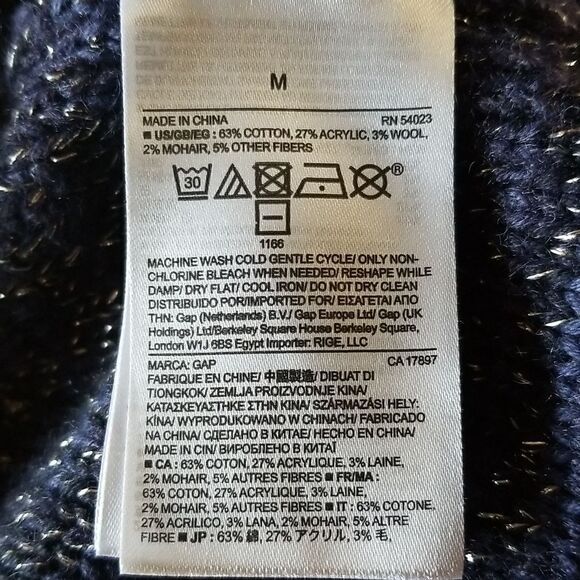 M
MADE IN CHINA RN 54023
■ US/GB/EG : 63% COTTON, 27% ACRYLIC, 3% WOOL,
2% MOHAIR, 5% OTHER FIBERS
30
®
1166
MACHINE WASH COLD GENTLE CYCLE/ ONLY NON-
CHLORINE BLEACH WHEN NEEDED/ RESHAPE WHILE
DAMP/ DRY FLAT/ COOL IRON/ DO NOT DRY CLEAN
DISTRIBUTED POR/IMPORTED FOR/ ΕΙΣΑΓΕΤΑΙ ΑΠΟ
ΤΗΝ: Gap (Netherlands) B.V./ Gap Europe Ltd/ Gap (UK
Holdings) Ltd/Berkeley Square House Berkeley Square,
London W1J 6BS Egypt Importer: RIGE, LLC
MARCA: GAP CA 17897
FABRIQUE EN CHINE/ 中國製造/ DIBUAT DI
TIONGKOK/ ZEMLJA PROIZVODNJE KINA/
ΚΑΤΑΣΚΕΥΑΣΤΗΚΕ ΣΤΗΝ ΚΙΝΑ/ SZÁRMAZÁSI HELY:
KÍNA/ WYPRODUKOWANO W CHINACH/ FABRICADO
NA CHINA/ СДЕЛАНО В КИТАЕ/ HECHO EN CHINA/
MADE IN CIN/ ВИРОБЛЕНО В КИТАЇ
■ CA : 63% COTON, 27% ACRYLIQUE, 3% LAINE,
2% MOHAIR, 5% AUTRES FIBRES ■ FR/MA :
63% COTON, 27% ACRYLIQUE, 3% LAINE,
2% MOHAIR, 5% AUTRES FIBRES ■ IT : 63% COTONE,
27% ACRILICO, 3% LANA, 2% MOHAIR, 5% ALTRE
FIBRE ■ JP : 63% 綿, 27% アクリル, 3% 毛,